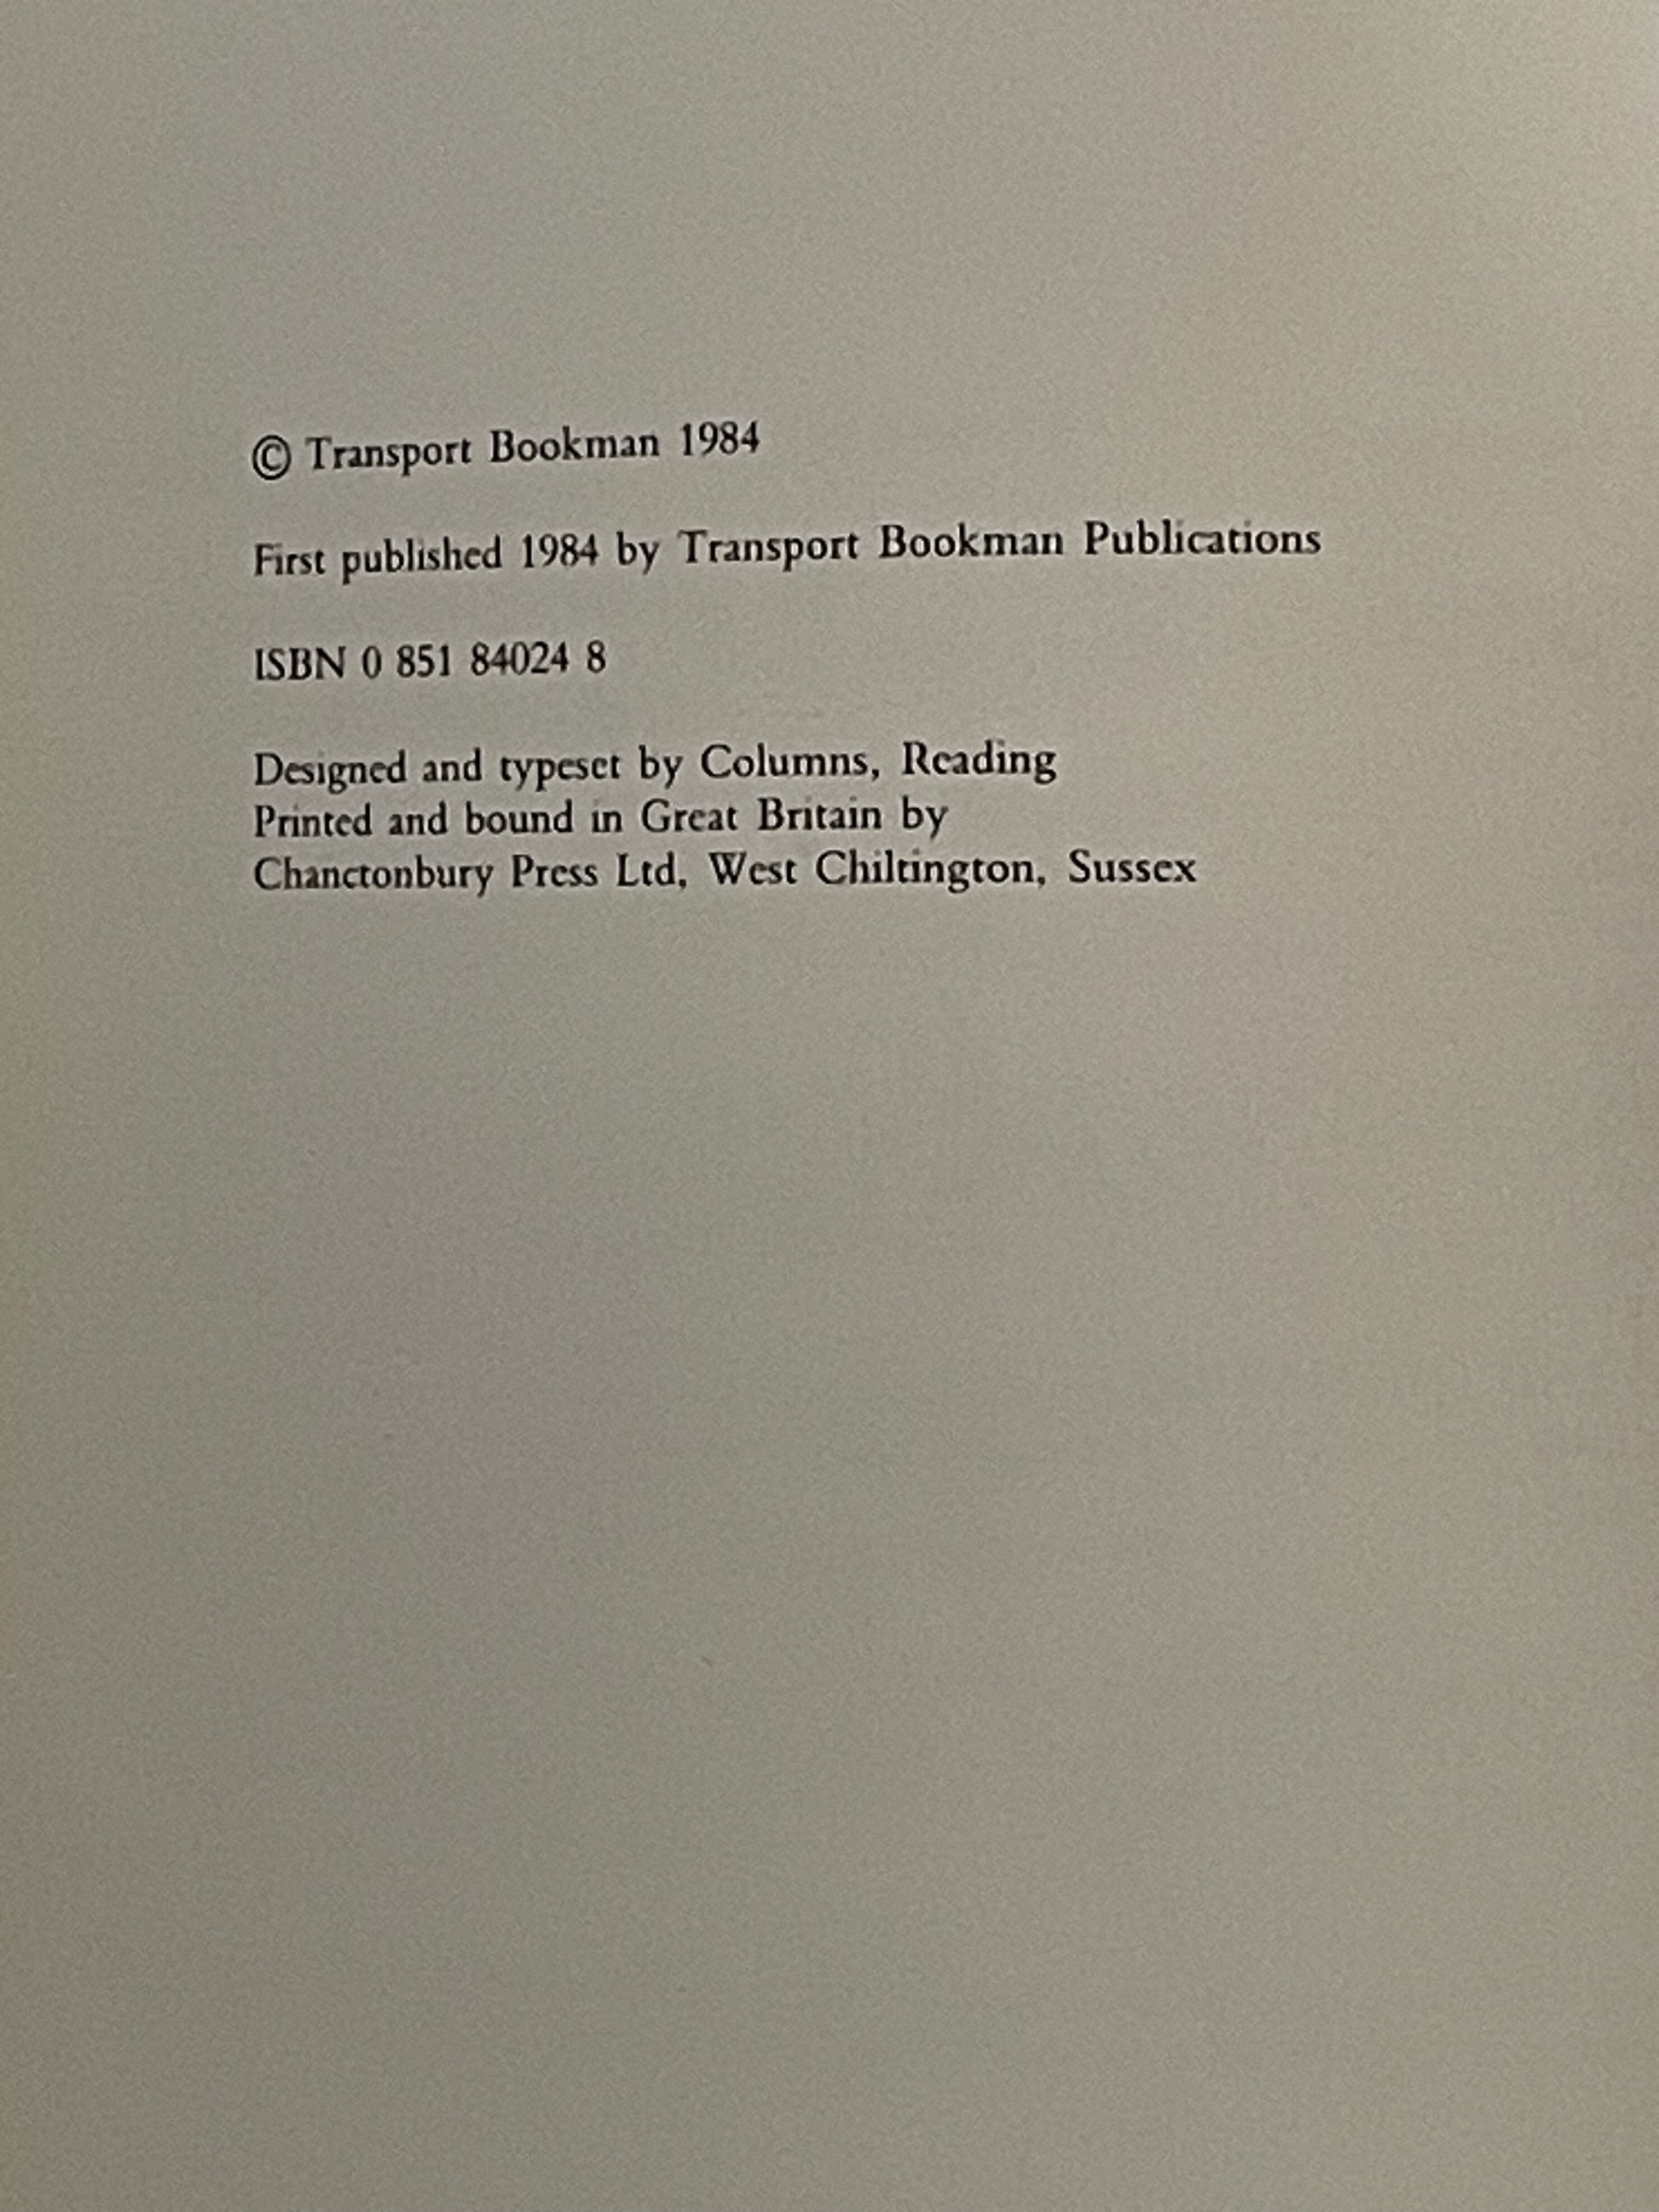 © Transport Bookman 1984
First published 1984 by Transport Bookman Publications
ISBN 0 851 84024 8
Designed and typeset by Columns, Reading
Printed and bound in Great Britain by
Chanctonbury Press Ltd, West Chiltington, Sussex